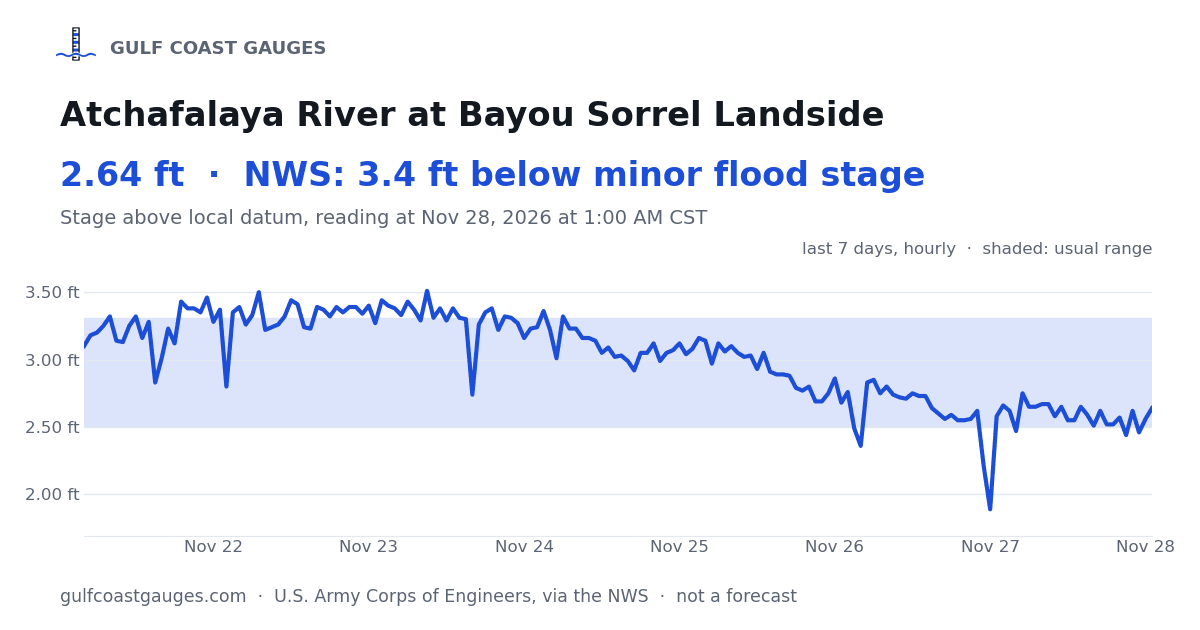 GULF COAST GAUGES
Atchafalaya River at Bayou Sorrel Landside
2.64 ft · NWS: 3.4 ft below minor flood stage
Stage above local datum, reading at Nov 28, 2026 at 1:00 AM CST
last 7 days, hourly · shaded: usual range
3.50 ft
3.00 ft
2.50 ft
2.00 ft
Nov 22 Nov 23 Nov 24 Nov 25 Nov 26 Nov 27 Nov 28
gulfcoastgauges.com · U.S. Army Corps of Engineers, via the NWS · not a forecast